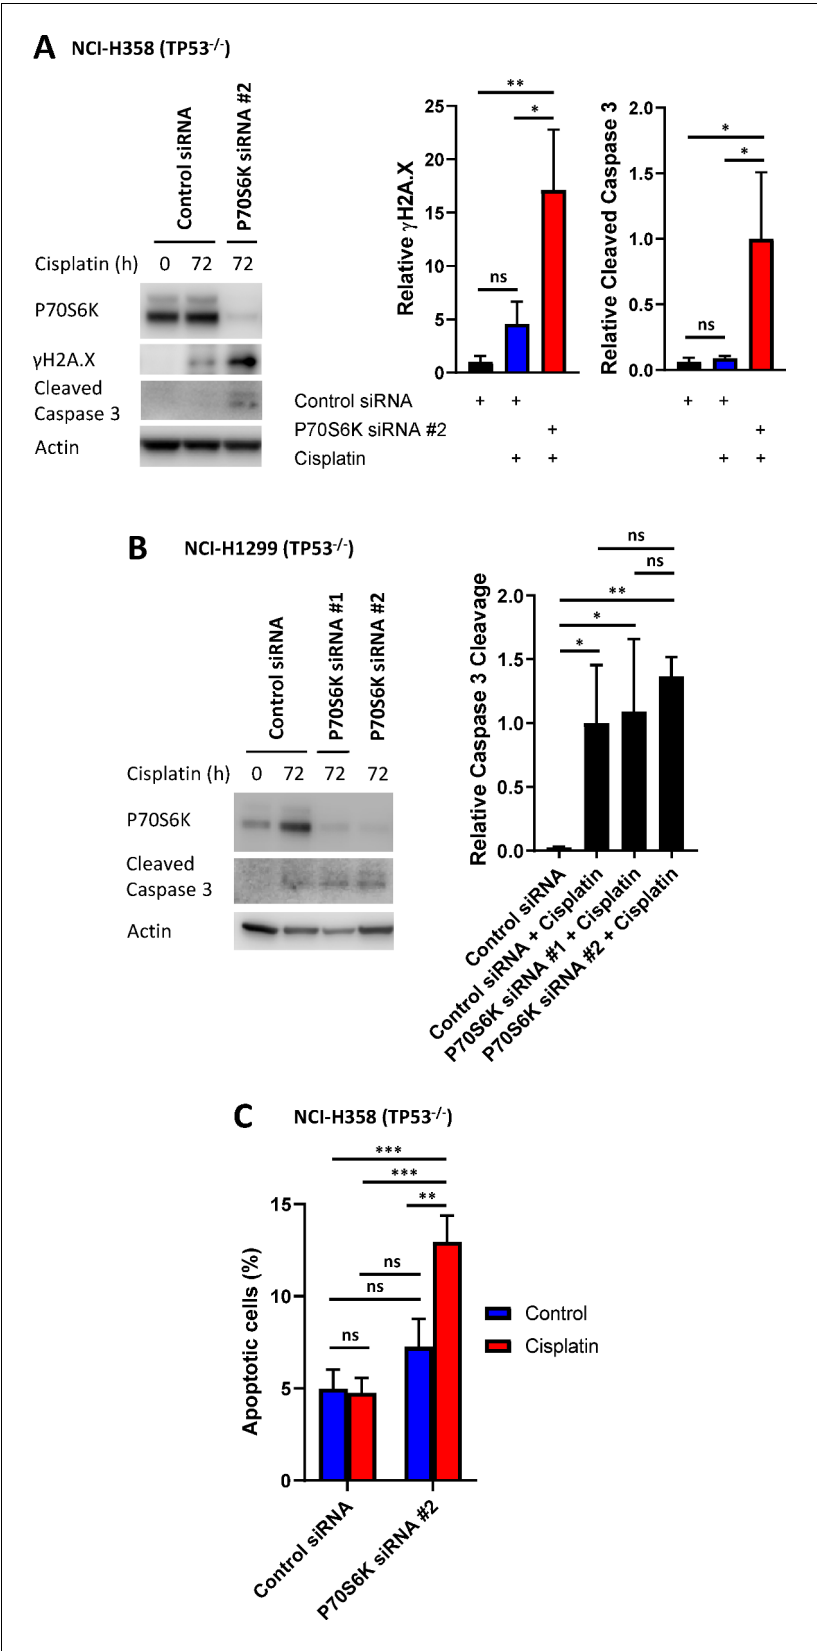 A NCI-H358 (TP53-/-)
Control siRNA
P70S6K siRNA #2
Cisplatin (h) 0 72 72
P70S6K
γH2A.X
Cleaved
Caspase 3
Actin
Relative γH2A.X
25
20
15
10
5
0
**
*
ns
Relative Cleaved Caspase 3
2.0
1.5
1.0
0.5
0.0
*
*
ns
Control siRNA + + + +
P70S6K siRNA #2 + +
Cisplatin + + + +
B NCI-H1299 (TP53-/-)
Control siRNA
P70S6K siRNA #1
P70S6K siRNA #2
Cisplatin (h) 0 72 72 72
P70S6K
Cleaved
Caspase 3
Actin
Relative Caspase 3 Cleavage
2.0
1.5
1.0
0.5
0.0
ns
ns
**
*
*
Control siRNA
Control siRNA + Cisplatin
P70S6K siRNA #1 + Cisplatin
P70S6K siRNA #2 + Cisplatin
C NCI-H358 (TP53-/-)
Apoptotic cells (%)
15
10
5
0
***
***
**
ns
ns
ns
Control siRNA
P70S6K siRNA #2
Control
Cisplatin